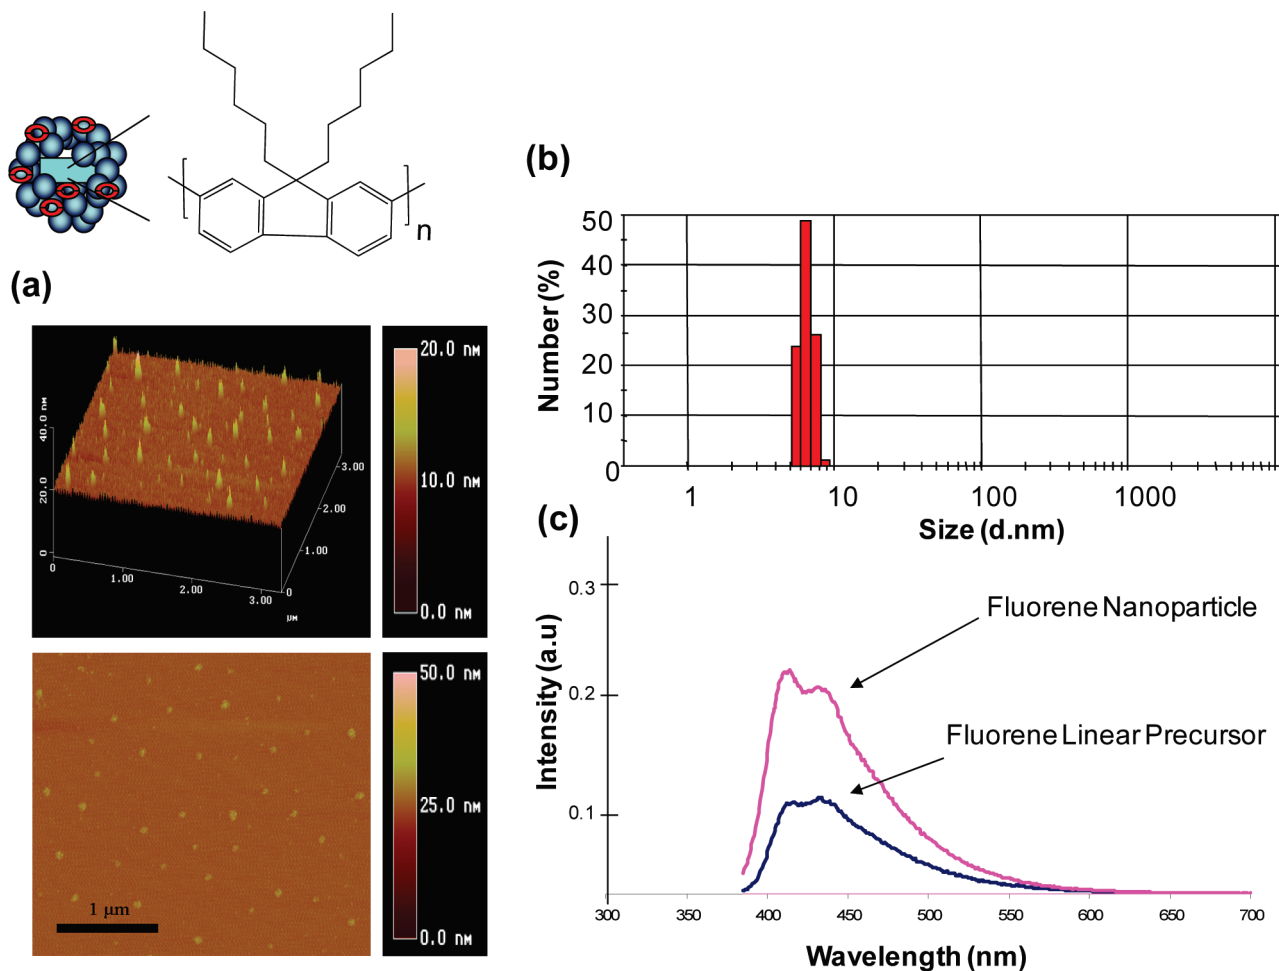 n
(a)
20.0 nM
10.0 nM
0.0 nM
40.0 nM
20.0
0
3.00
2.00
1.00
0
0
1.00
2.00
3.00
µM
50.0 nM
25.0 nM
0.0 nM
1 µm
(b)
50
40
30
20
10
0
Number (%)
1
10
100
1000
Size (d.nm)
(c)
0.3
0.2
0.1
Intensity (a.u)
Fluorene Nanoparticle
Fluorene Linear Precursor
300
350
400
450
500
550
600
650
700
Wavelength (nm)